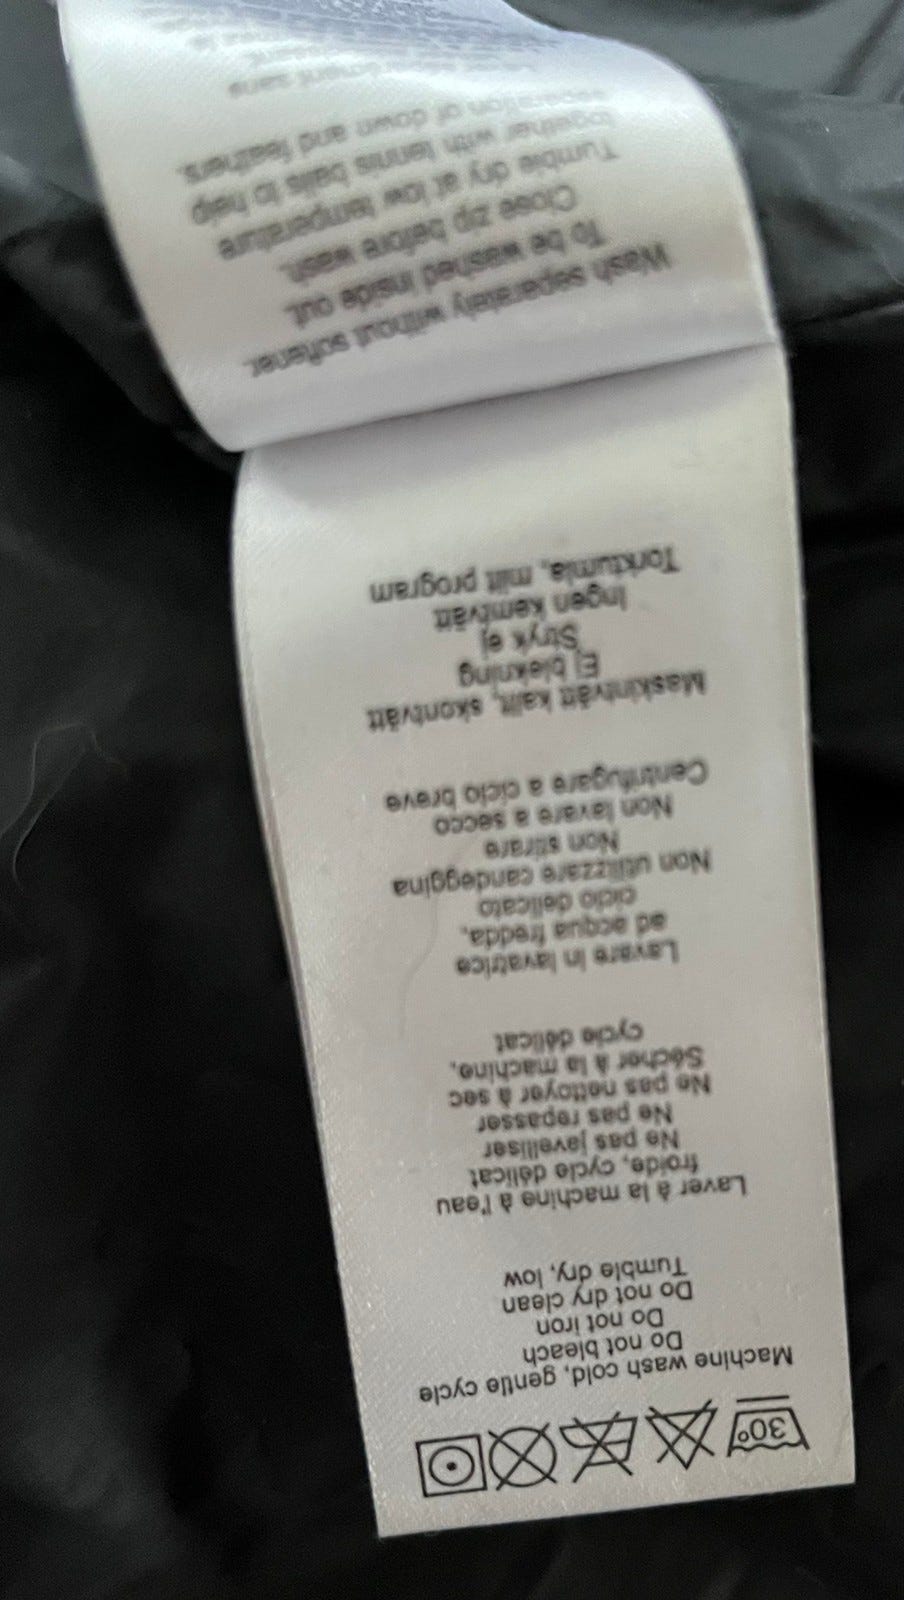 30°
Machine wash cold, gentle cycle
Do not bleach
Do not iron
Do not dry clean
Tumble dry, low
Laver à la machine à l'eau
froide, cycle délicat
Ne pas javelliser
Ne pas repasser
Ne pas nettoyer à sec
Sécher à la machine,
cycle délicat
Lavare in lavatrice
ad acqua fredda,
ciclo delicato
Non utilizzare candeggina
Non stirare
Non lavare a secco
Centrifugare a ciclo breve
Maskintvätt kallt, skontvätt
Ej blekning
Stryk ej
Ingen kemtvätt
Torktumla, milt program
Wash separately without softener.
To be washed inside out.
Close zip before wash.
Tumble dry at low temperature
together with tennis balls to help
separation of down and feathers.
sans